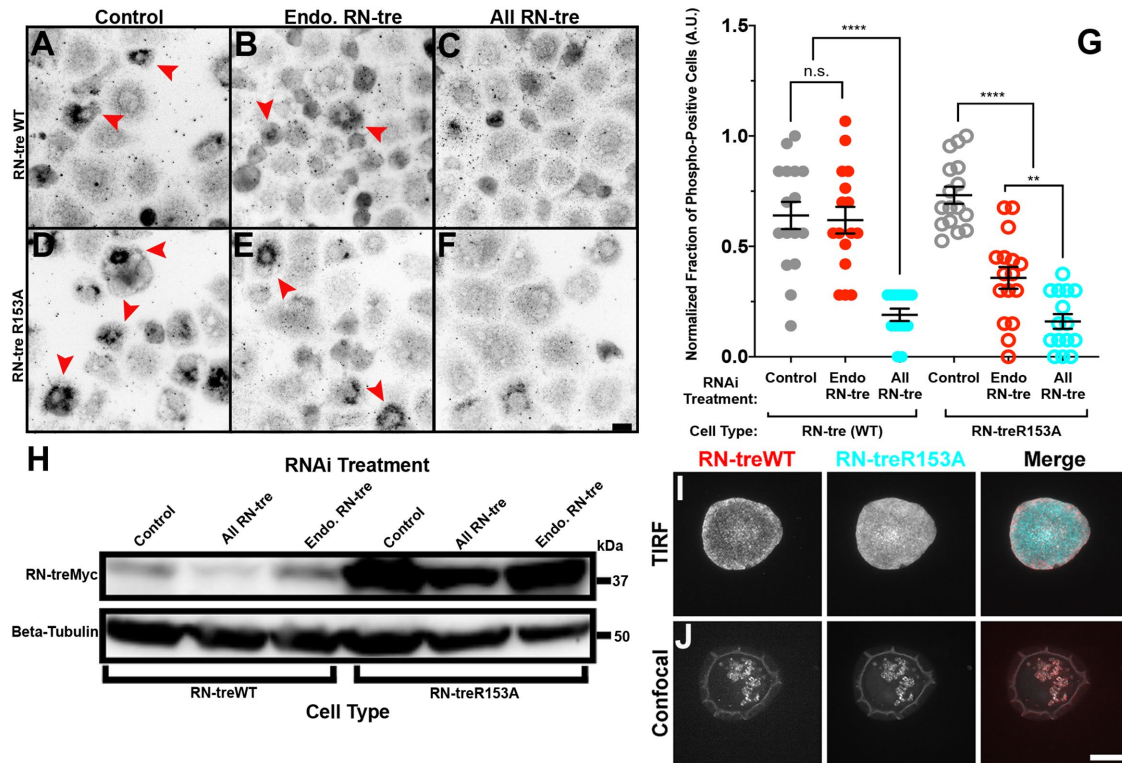 Control
Endo. RN-tre
All RN-tre
RN-tre WT
A
B
C
RN-tre R153A
D
E
F
G
Normalized Fraction of Phospho-Positive Cells (A.U.)
1.5
1.0
0.5
0.0
****
n.s.
****
**
RNAi
Treatment:
Control
Endo
RN-tre
All
RN-tre
Control
Endo
RN-tre
All
RN-tre
Cell Type:
RN-tre (WT)
RN-treR153A
H
RNAi Treatment
Control
All RN-tre
Endo. RN-tre
Control
All RN-tre
Endo. RN-tre
kDa
RN-treMyc
37
Beta-Tubulin
50
RN-treWT
RN-treR153A
Cell Type
RN-treWT
RN-treR153A
Merge
I
TIRF
J
Confocal